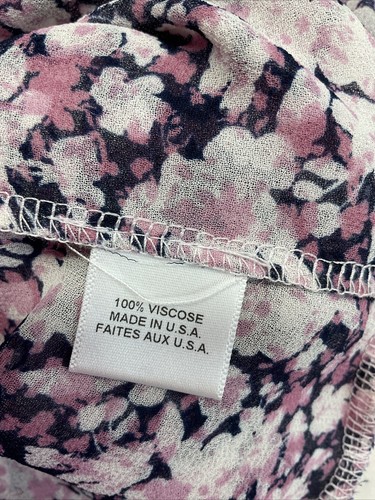 100% VISCOSE
MADE IN U.S.A.
FAITES AUX U.S.A.